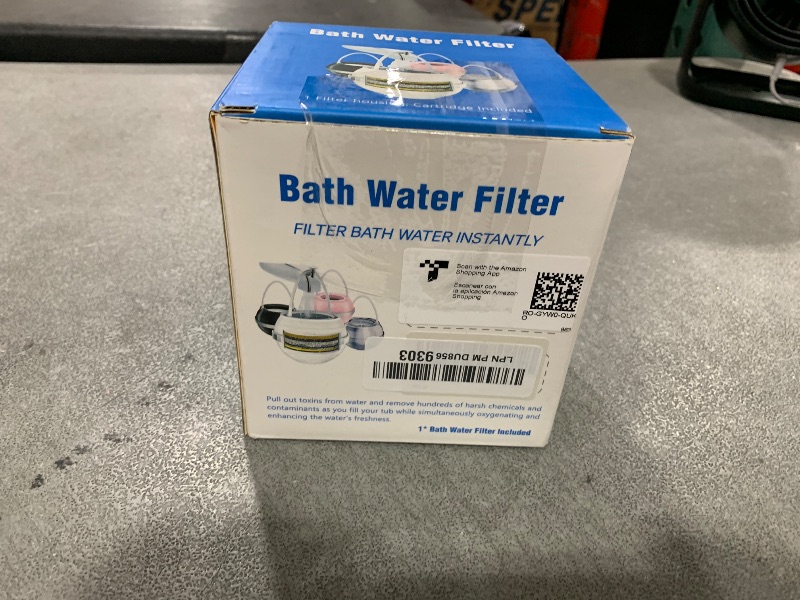 SPE
Bath Water Filter
1 Filter housing Cartridge Included
Bath Water Filter
FILTER BATH WATER INSTANTLY
Scan with the Amazon
Shopping App
Escanear con
la aplicación Amazon
Shopping
LPN PM DU856 9303
Pull out toxins from water and remove hundreds of harsh chemicals and
contaminants as you fill your tub while simultaneously oxygenating and
enhancing the water's freshness.
1* Bath Water Filter Included